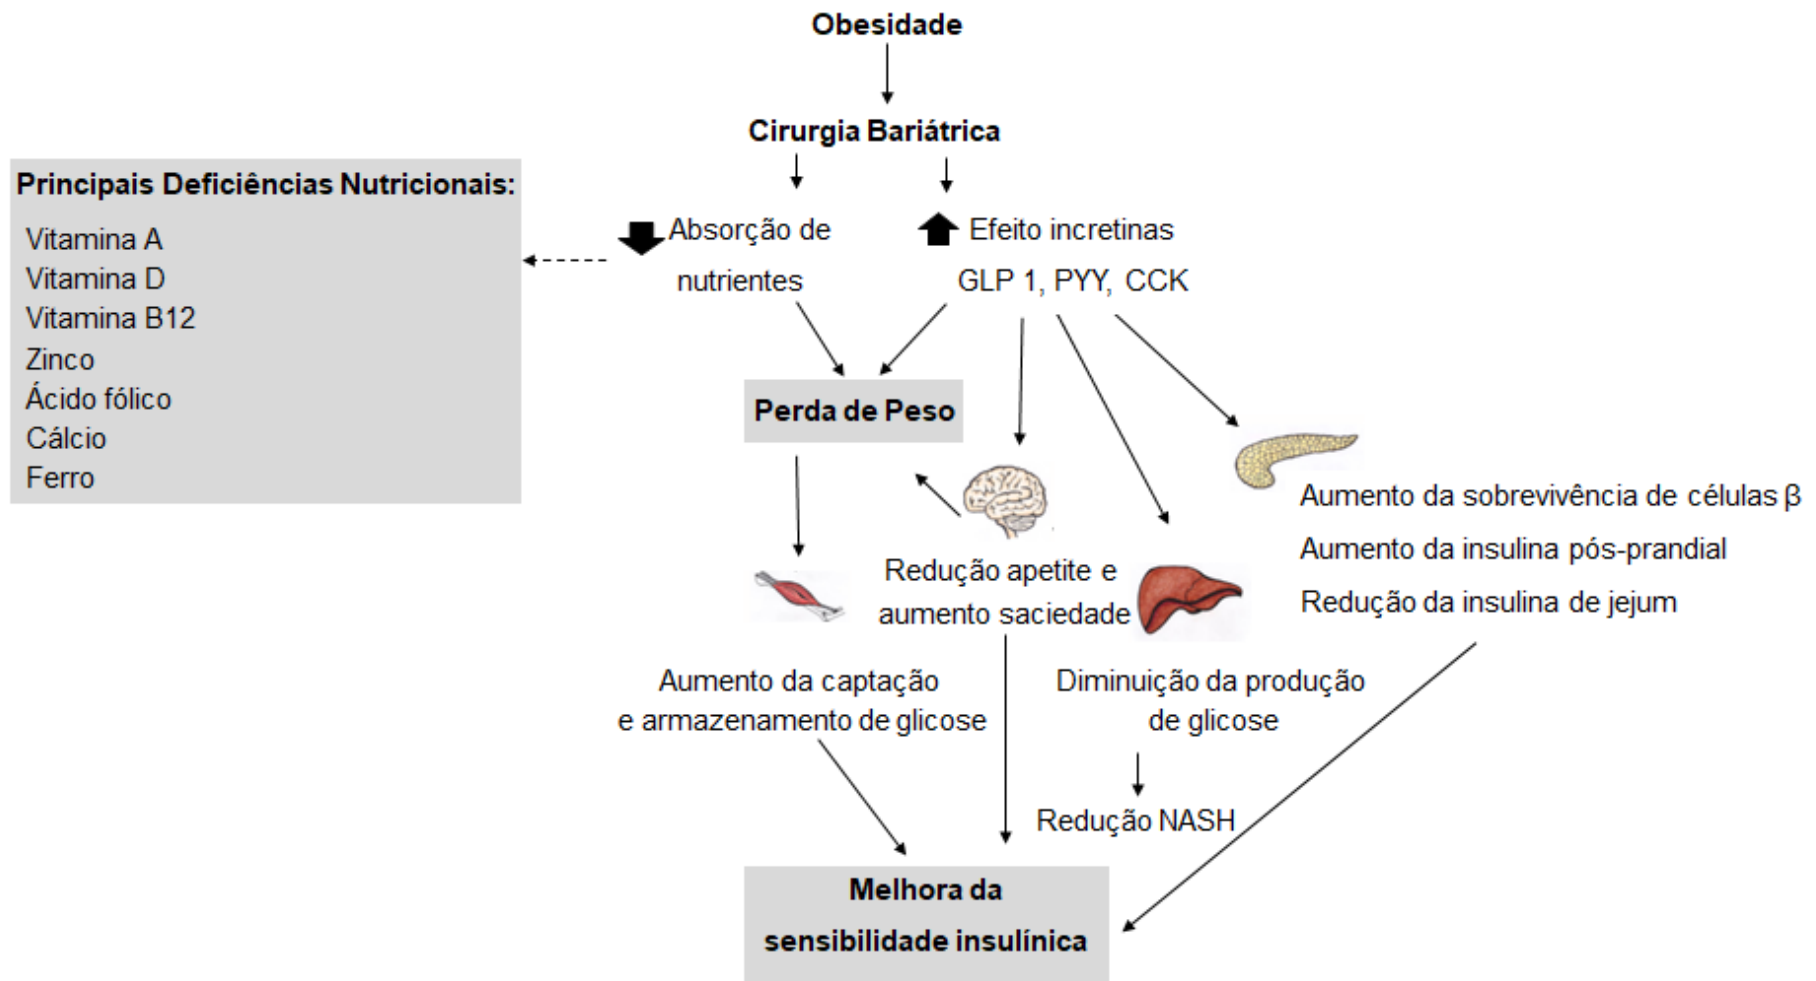 Obesidade
Cirurgia Bariátrica
Principais Deficiências Nutricionais:
Vitamina A
Vitamina D
Vitamina B12
Zinco
Ácido fólico
Cálcio
Ferro
Absorção de
nutrientes
Efeito incretinas
GLP 1, PYY, CCK
Perda de Peso
Aumento da sobrevivência de células β
Aumento da insulina pós-prandial
Redução da insulina de jejum
Redução apetite e
aumento saciedade
Aumento da captação
e armazenamento de glicose
Diminuição da produção
de glicose
Redução NASH
Melhora da
sensibilidade insulínica